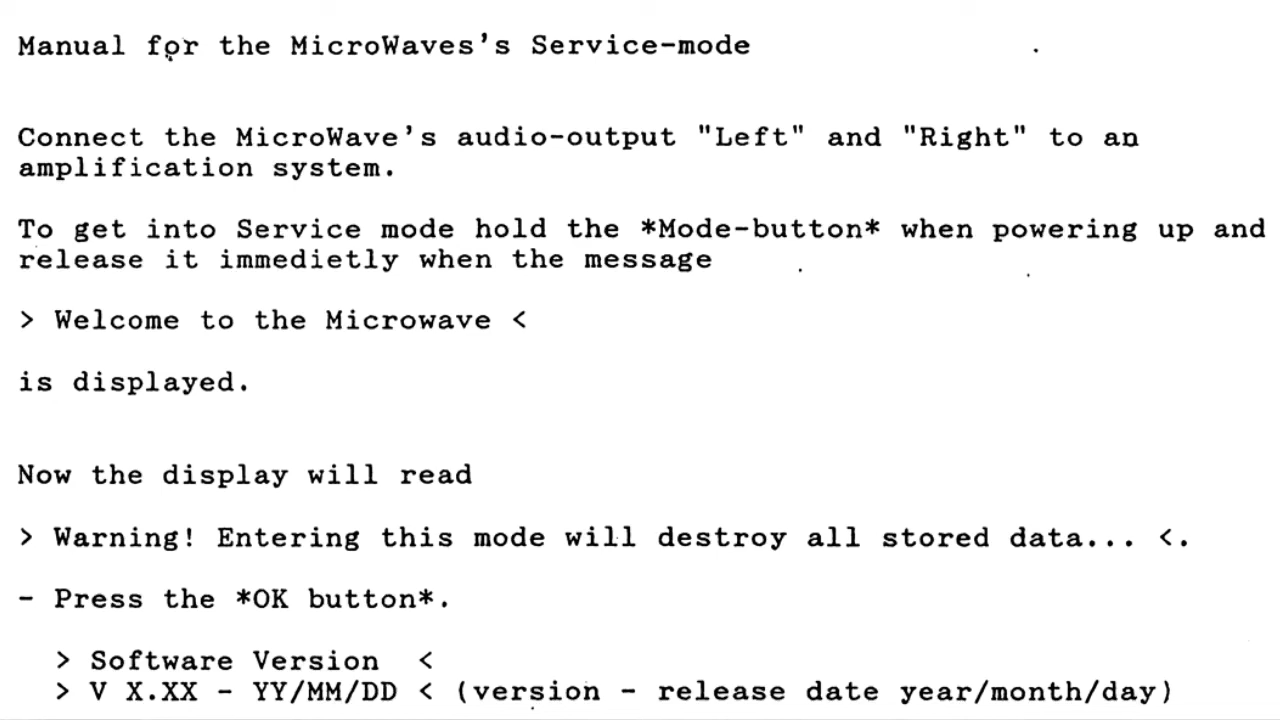 Manual for the MicroWaves's Service-mode
Connect the MicroWave's audio-output "Left" and "Right" to an
amplification system.
To get into Service mode hold the *Mode-button* when powering up and
release it immedietly when the message
> Welcome to the Microwave <
is displayed.
Now the display will read
> Warning! Entering this mode will destroy all stored data... <.
- Press the *OK button*.
> Software Version <
> V X.XX - YY/MM/DD < (version - release date year/month/day)